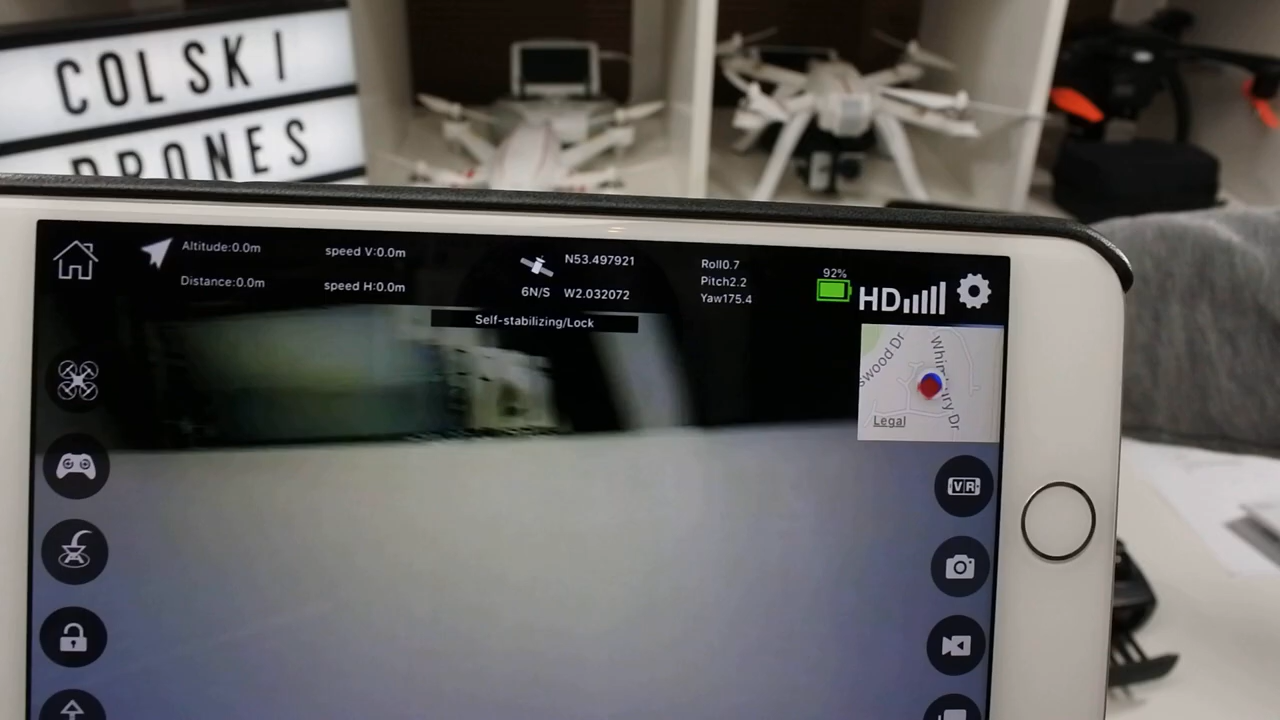 COLSKI
DRONES
Altitude:0.0m
speed V:0.0m
N53.497921
Roll0.7
92%
Distance:0.0m
speed H:0.0m
6N/S
W2.032072
Pitch2.2
Yaw175.4
HD
Self-stabilizing/Lock
swood Dr
Dr
Legal
VR